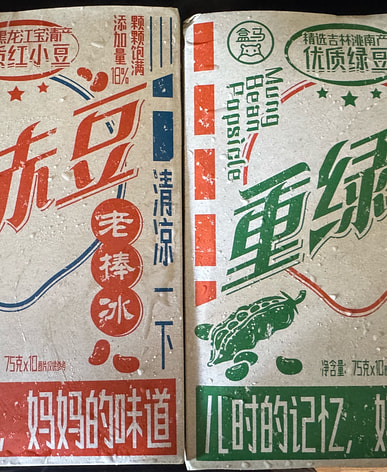 黑龙江宝清产
质红小豆
颗颗饱满
添加量18%
赤豆
老棒冰
清凉一下
75克×10
，妈妈的味道
盒马
Mung
Bean
Popsicle
精选吉林洮南产
优质绿豆
重绿
净含量：75克×10
儿时的记忆，